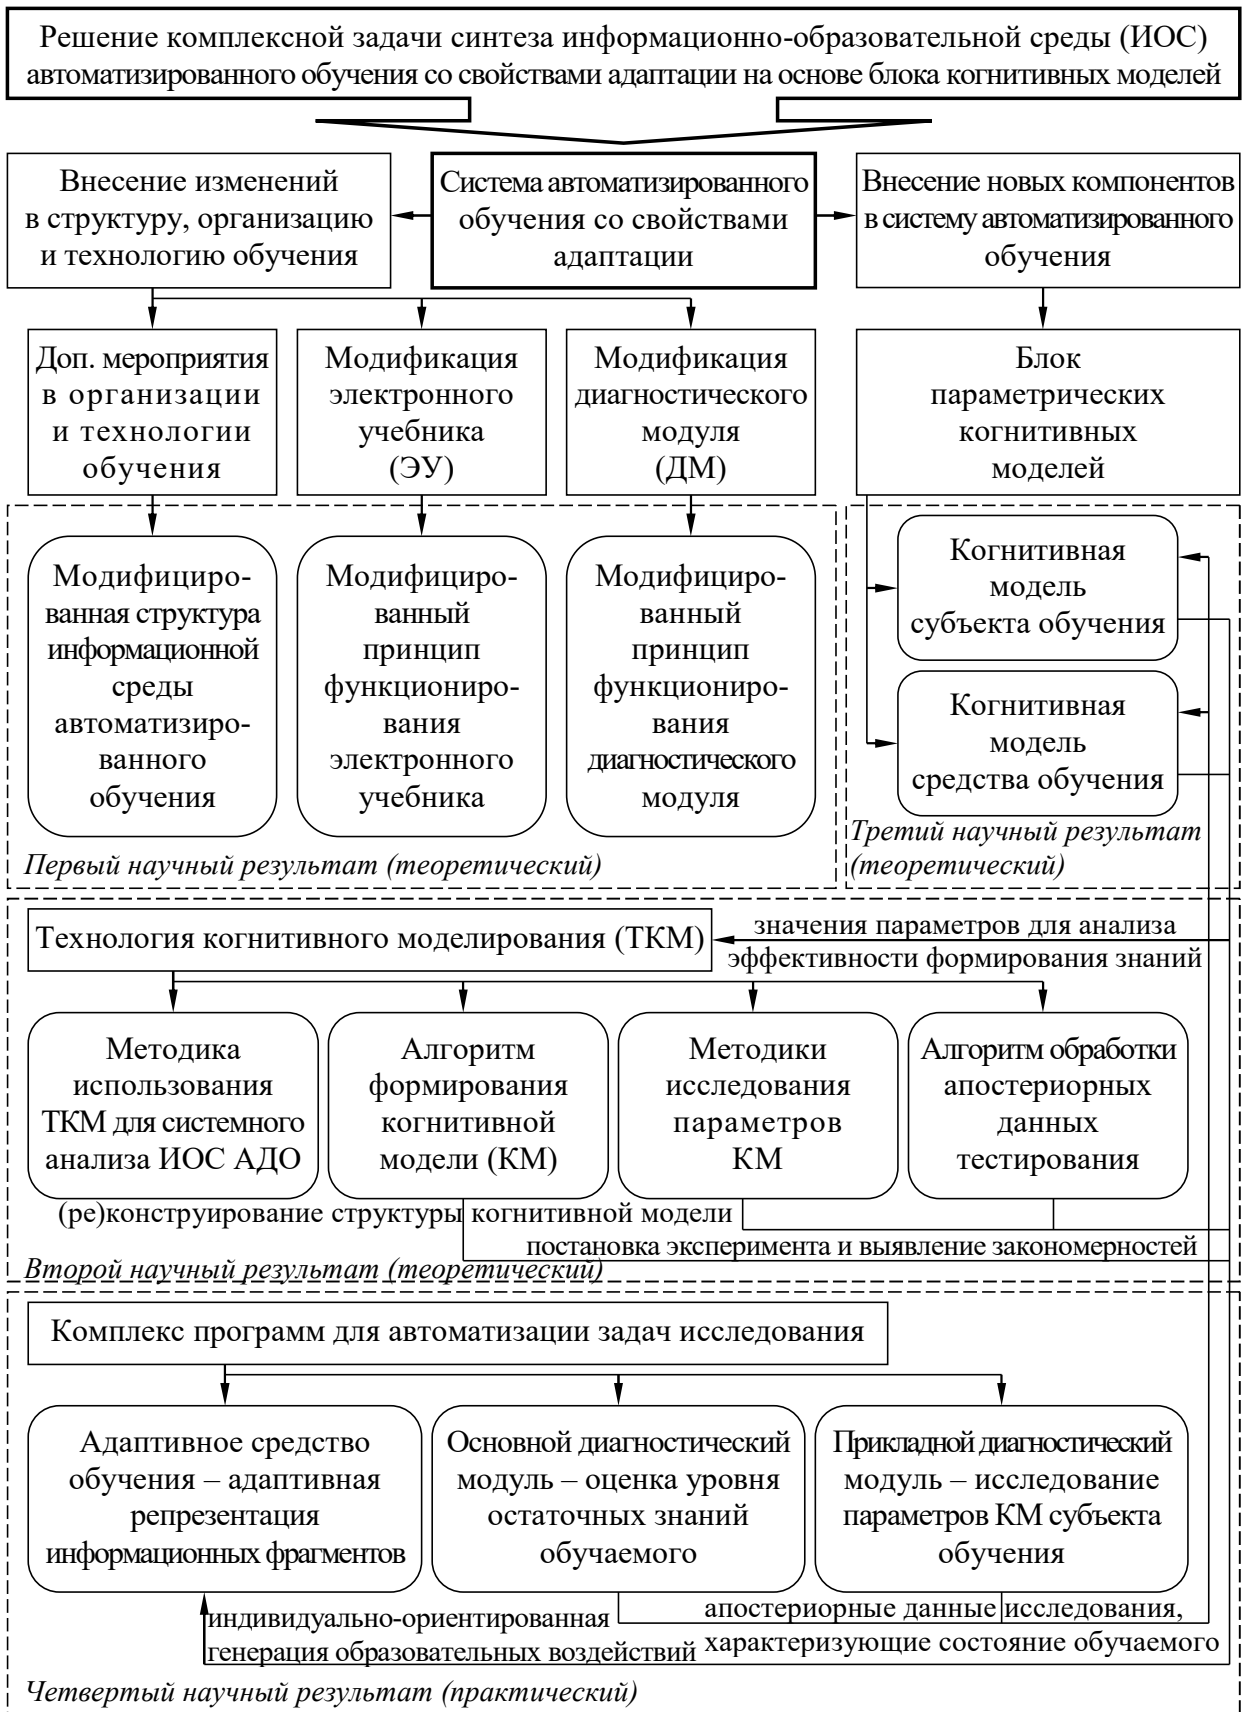 Решение комплексной задачи синтеза информационно-образовательной среды (ИОС)
автоматизированного обучения со свойствами адаптации на основе блока когнитивных моделей
Внесение изменений
в структуру, организацию
и технологию обучения
Система автоматизированного
обучения со свойствами
адаптации
Внесение новых компонентов
в систему автоматизированного
обучения
Доп. мероприятия
в организации
и технологии
обучения
Модификация
электронного
учебника
(ЭУ)
Модификация
диагностического
модуля
(ДМ)
Блок
параметрических
когнитивных
моделей
Модифициро-
ванная структура
информационной
среды
автоматизиро-
ванного
обучения
Модифициро-
ванный
принцип
функциониро-
вания
электронного
учебника
Модифициро-
ванный
принцип
функциониро-
вания
диагностического
модуля
Когнитивная
модель
субъекта обучения
Когнитивная
модель
средства обучения
Первый научный результат (теоретический)
Третий научный результат
(теоретический)
Технология когнитивного моделирования (ТКМ)
значения параметров для анализа
эффективности формирования знаний
Методика
использования
ТКМ для системного
анализа ИОС АДО
Алгоритм
формирования
когнитивной
модели (КМ)
Методики
исследования
параметров
КМ
Алгоритм обработки
апостериорных
данных
тестирования
(ре)конструирование структуры когнитивной модели
постановка эксперимента и выявление закономерностей
Второй научный результат (теоретический)
Комплекс программ для автоматизации задач исследования
Адаптивное средство
обучения – адаптивная
репрезентация
информационных фрагментов
Основной диагностический
модуль – оценка уровня
остаточных знаний
обучаемого
Прикладной диагностический
модуль – исследование
параметров КМ субъекта
обучения
индивидуально-ориентированная
генерация образовательных воздействий
апостериорные данные исследования,
характеризующие состояние обучаемого
Четвертый научный результат (практический)